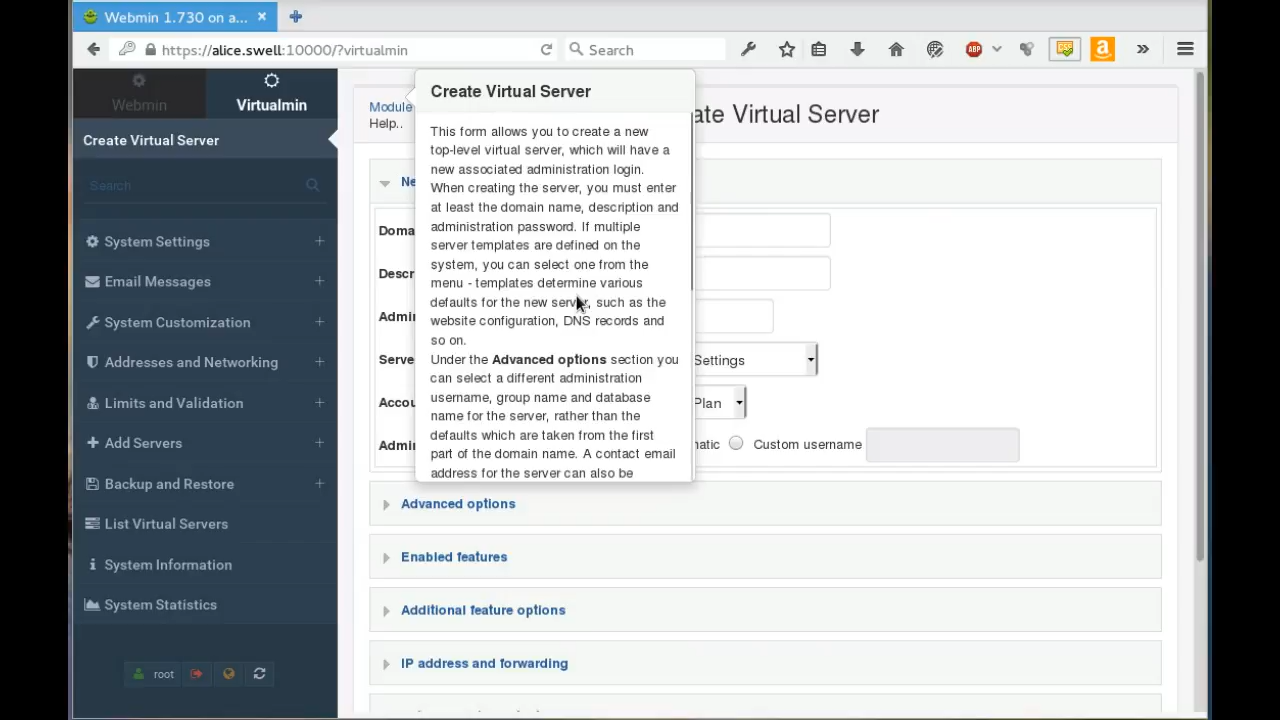 Webmin 1.730 on a...
https://alice.swell:10000/?virtualmin
Search
ABP
a
Webmin
Virtualmin
Create Virtual Server
Search
System Settings
Email Messages
System Customization
Addresses and Networking
Limits and Validation
Add Servers
Backup and Restore
List Virtual Servers
System Information
System Statistics
root
Module
Help..
ate Virtual Server
Create Virtual Server
This form allows you to create a new
top-level virtual server, which will have a
new associated administration login.
When creating the server, you must enter
at least the domain name, description and
administration password. If multiple
server templates are defined on the
system, you can select one from the
menu - templates determine various
defaults for the new server, such as the
website configuration, DNS records and
so on.
Under the Advanced options section you
can select a different administration
username, group name and database
name for the server, rather than the
defaults which are taken from the first
part of the domain name. A contact email
address for the server can also be
Ne
Doma
Descr
Admin
Serve
Settings
Accou
Plan
Admin
matic
Custom username
Advanced options
Enabled features
Additional feature options
IP address and forwarding